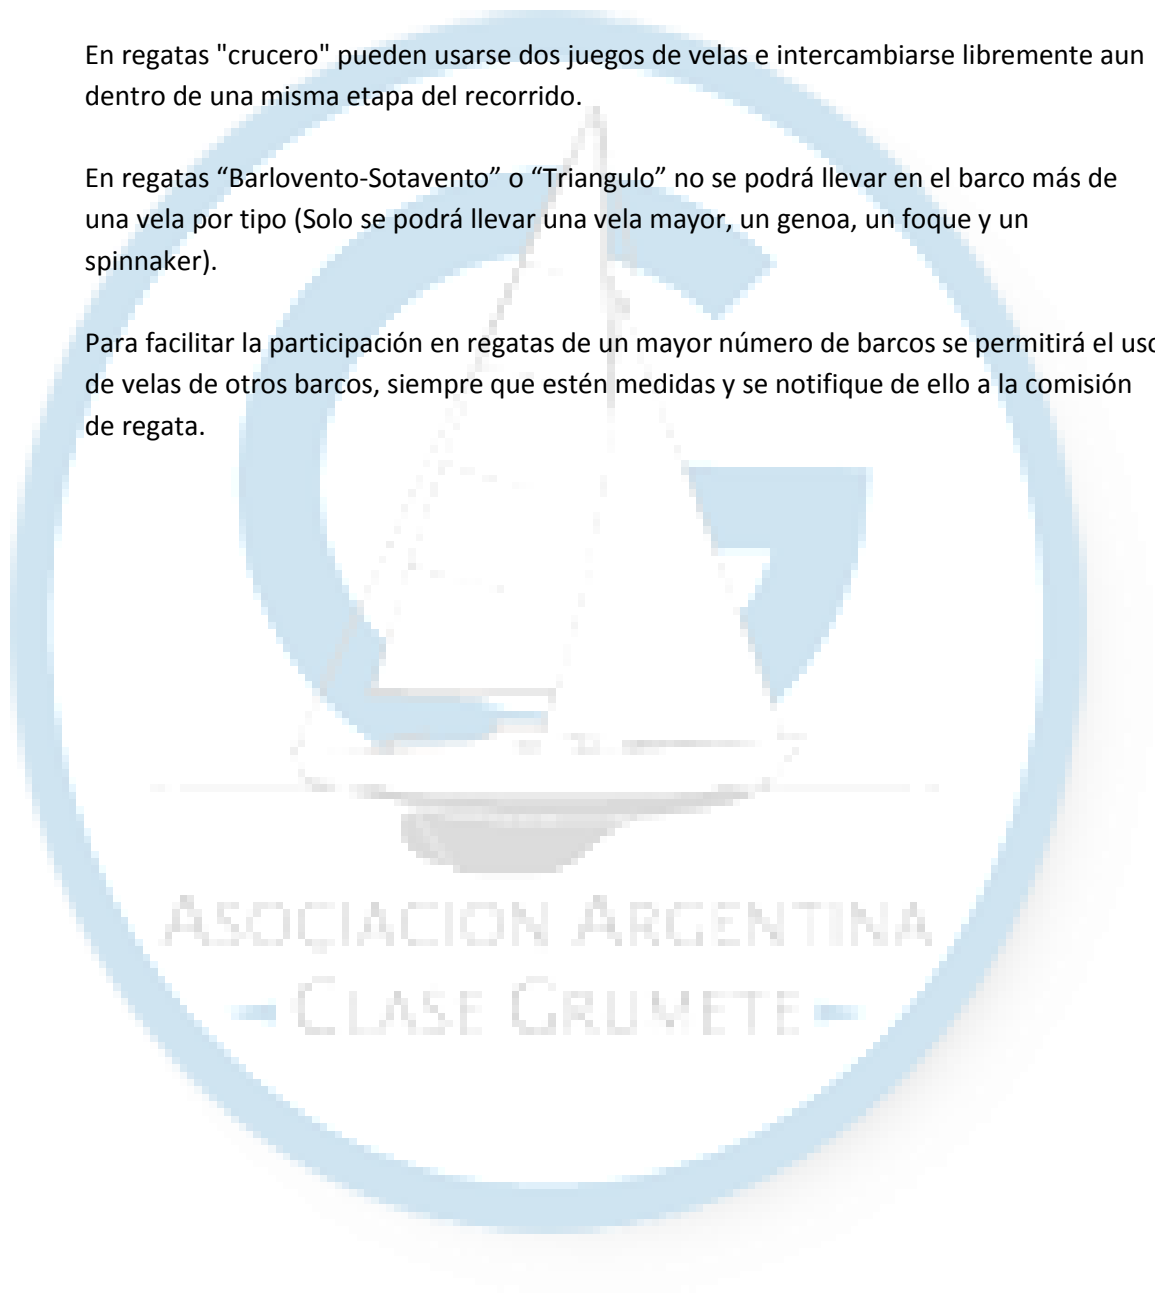 En regatas "crucero" pueden usarse dos juegos de velas e intercambiarse libremente aun
dentro de una misma etapa del recorrido.
En regatas “Barlovento-Sotavento” o “Triangulo” no se podrá llevar en el barco más de
una vela por tipo (Solo se podrá llevar una vela mayor, un genoa, un foque y un
spinnaker).
Para facilitar la participación en regatas de un mayor número de barcos se permitirá el uso
de velas de otros barcos, siempre que estén medidas y se notifique de ello a la comisión
de regata.
ASOCIACION ARGENTINA
- CLASE GRUMETE -